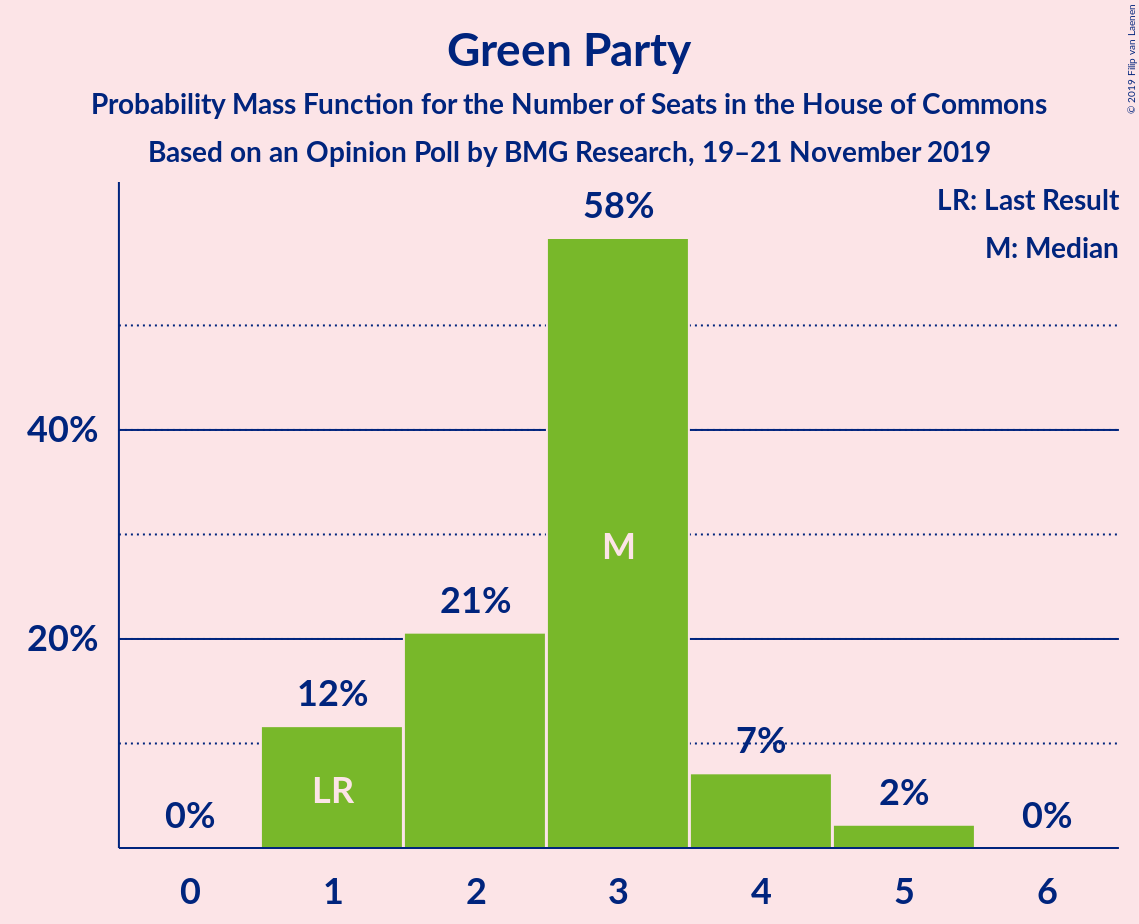 Green Party
Probability Mass Function for the Number of Seats in the House of Commons
Based on an Opinion Poll by BMG Research, 19–21 November 2019
© 2019 Filip van Laenen
LR: Last Result
M: Median
58%
40%
M
21%
20%
12%
7%
LR
2%
0%
0%
0 1 2 3 4 5 6